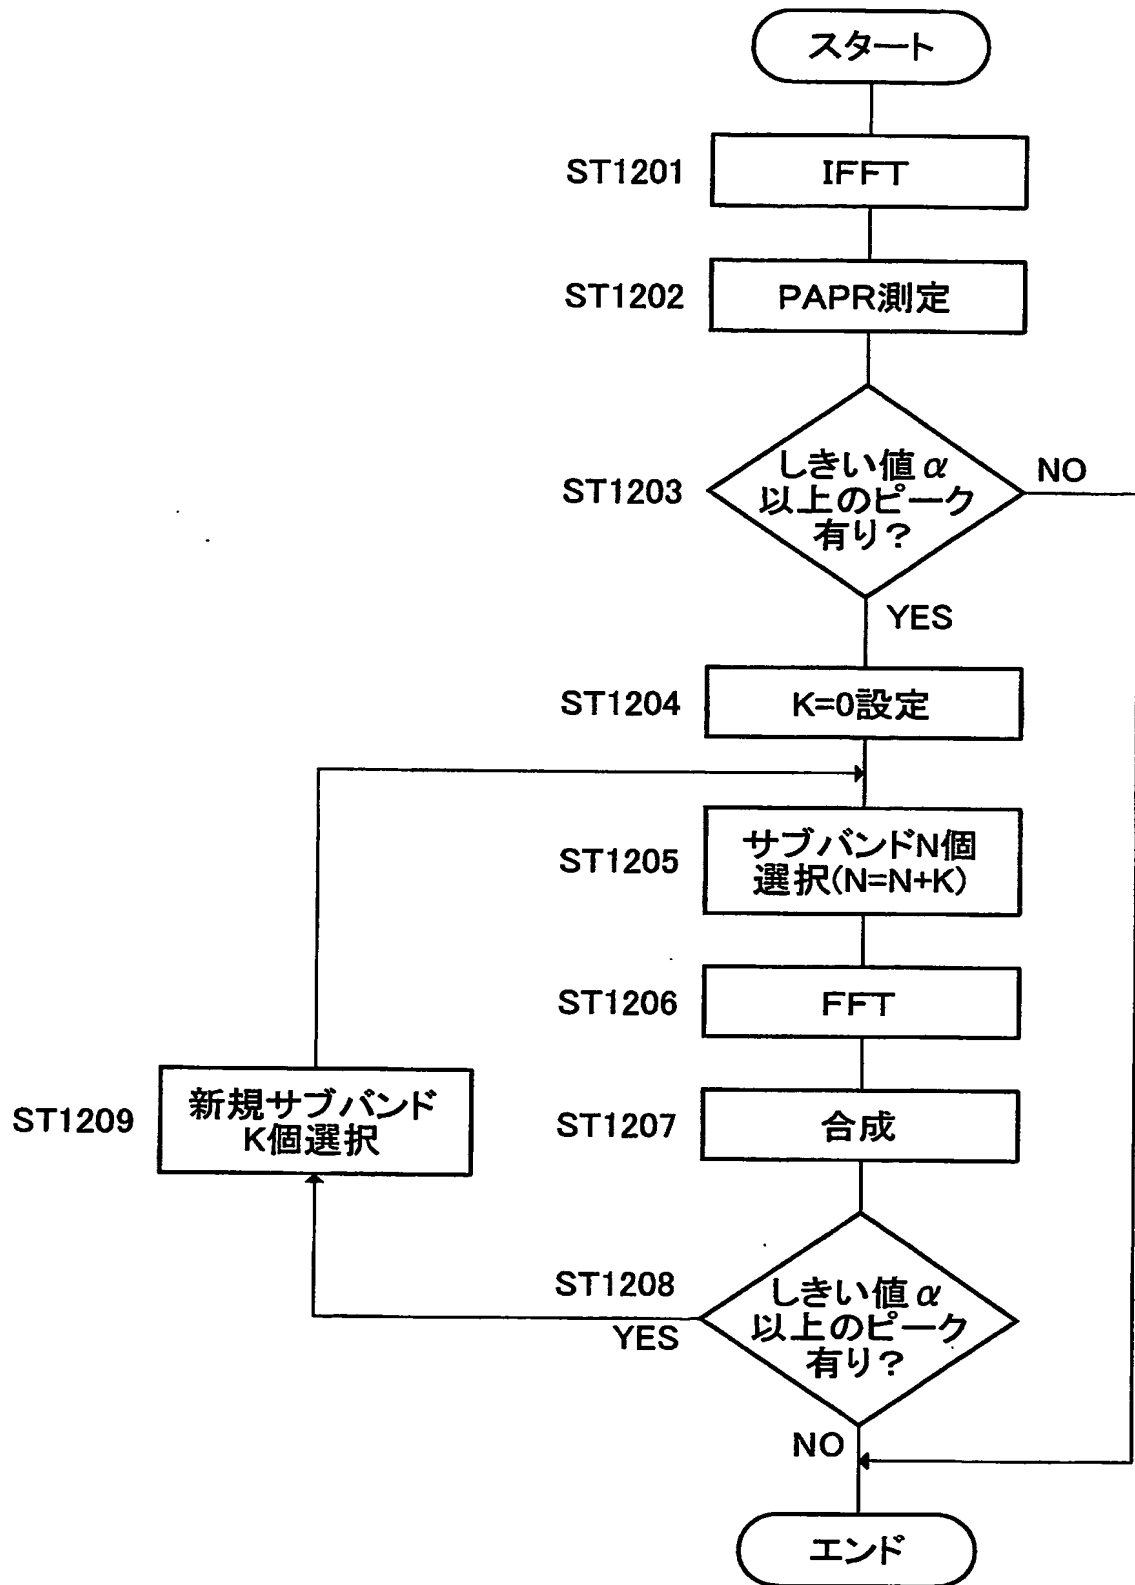 スタート
ST1201
IFFT
ST1202
PAPR測定
ST1203
しきい値α
以上のピーク
有り?
NO
YES
ST1204
K=0設定
ST1205
サブバンドN個
選択(N=N+K)
ST1206
FFT
ST1209
新規サブバンド
K個選択
ST1207
合成
ST1208
しきい値α
以上のピーク
有り?
YES
NO
エンド